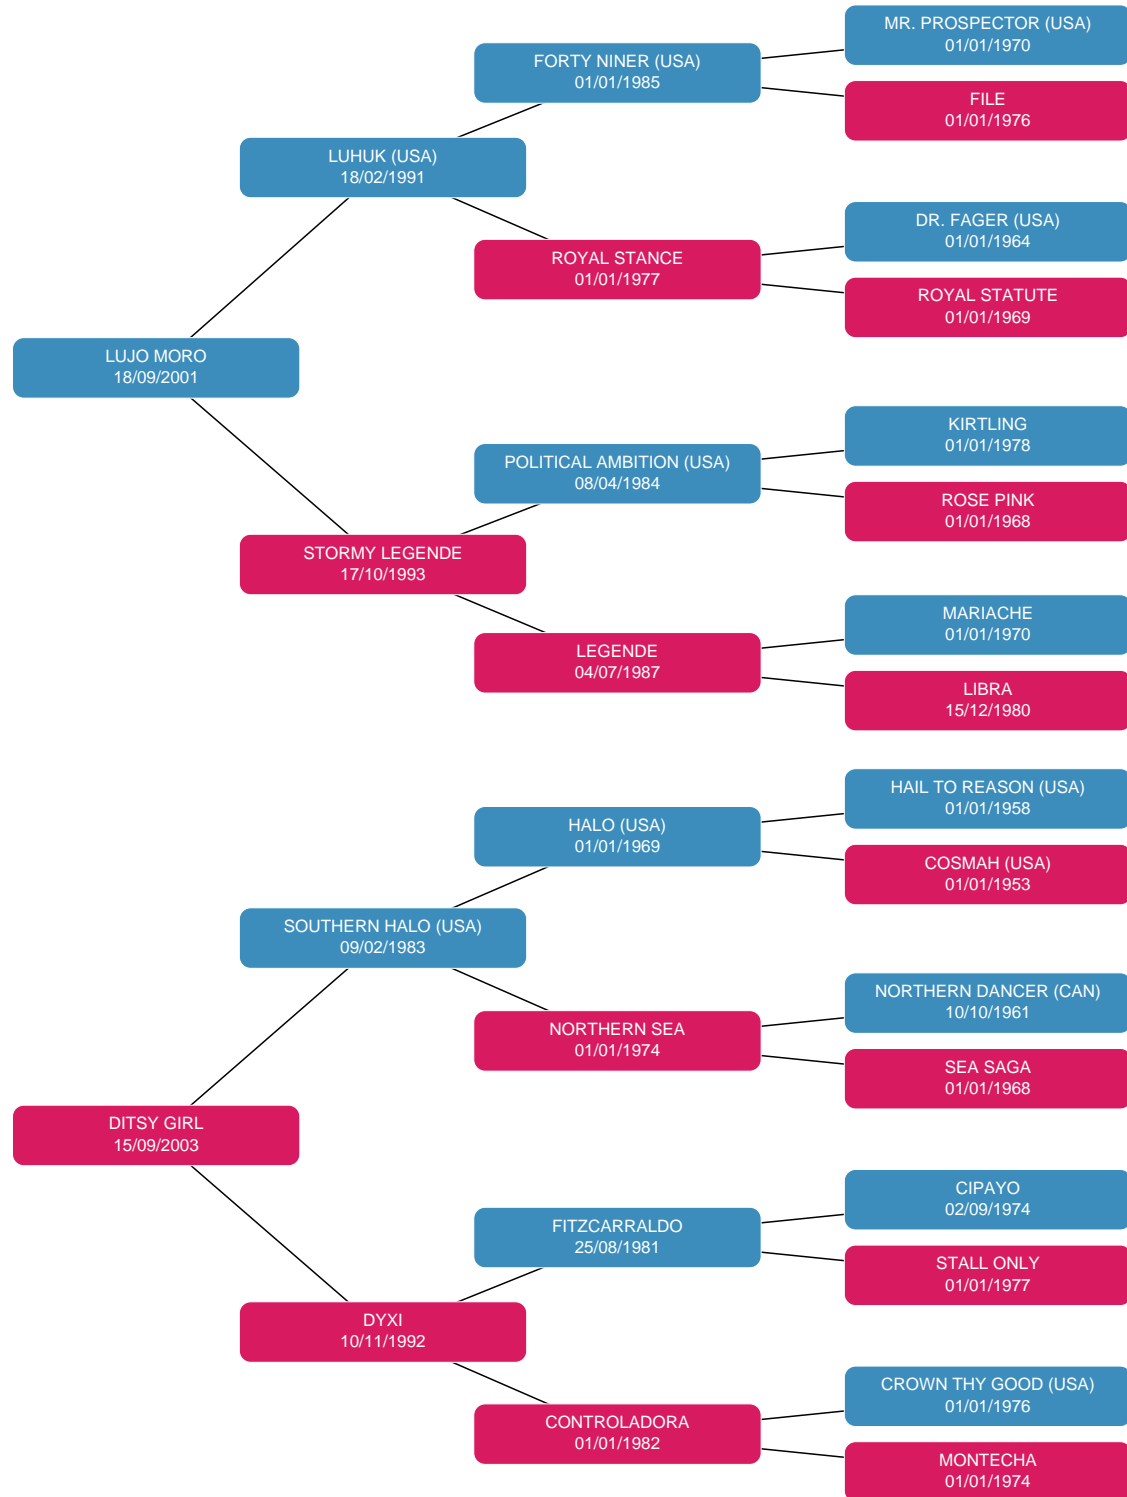 MR. PROSPECTOR (USA)
01/01/1970
FORTY NINER (USA)
01/01/1985
FILE
01/01/1976
LUHUK (USA)
18/02/1991
DR. FAGER (USA)
01/01/1964
ROYAL STANCE
01/01/1977
ROYAL STATUTE
01/01/1969
LUJO MORO
18/09/2001
KIRTLING
01/01/1978
POLITICAL AMBITION (USA)
08/04/1984
ROSE PINK
01/01/1968
STORMY LEGENDE
17/10/1993
MARIACHE
01/01/1970
LEGENDE
04/07/1987
LIBRA
15/12/1980
HAIL TO REASON (USA)
01/01/1958
HALO (USA)
01/01/1969
COSMAH (USA)
01/01/1953
SOUTHERN HALO (USA)
09/02/1983
NORTHERN DANCER (CAN)
10/10/1961
NORTHERN SEA
01/01/1974
SEA SAGA
01/01/1968
DITSY GIRL
15/09/2003
CIPAYO
02/09/1974
FITZCARRALDO
25/08/1981
STALL ONLY
01/01/1977
DYXI
10/11/1992
CROWN THY GOOD (USA)
01/01/1976
CONTROLADORA
01/01/1982
MONTECHA
01/01/1974